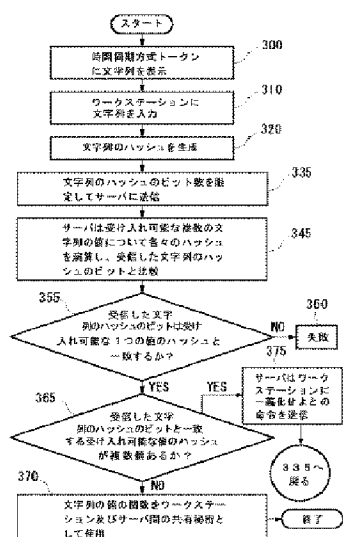 スタート
時間同期方式トークン
に文字列を表示
300
ワークステーションに
文字列を入力
310
文字列のハッシュを生成
320
文字列のハッシュのビット数を限
定してサーバに送信
335
サーバは受け入れ可能な複数の文
字列の値について各々のハッシュ
を演算し、受信した文字列のハッ
シュのビットと比較
345
355
受信した文字
列のハッシュのビットは受け
入れ可能な1つの値のハッシュと
一致するか?
NO
360
失敗
YES
365
受信した文字
列のハッシュのビットと一致
する受け入れ可能な値のハッシュ
が複数個あるか?
YES
375
サーバはワーク
ステーションに
一義化せよとの
命令を送信
335へ
戻る
NO
370
文字列の値の関数をワークステー
ション及びサーバ間の共有秘密と
して使用
終了